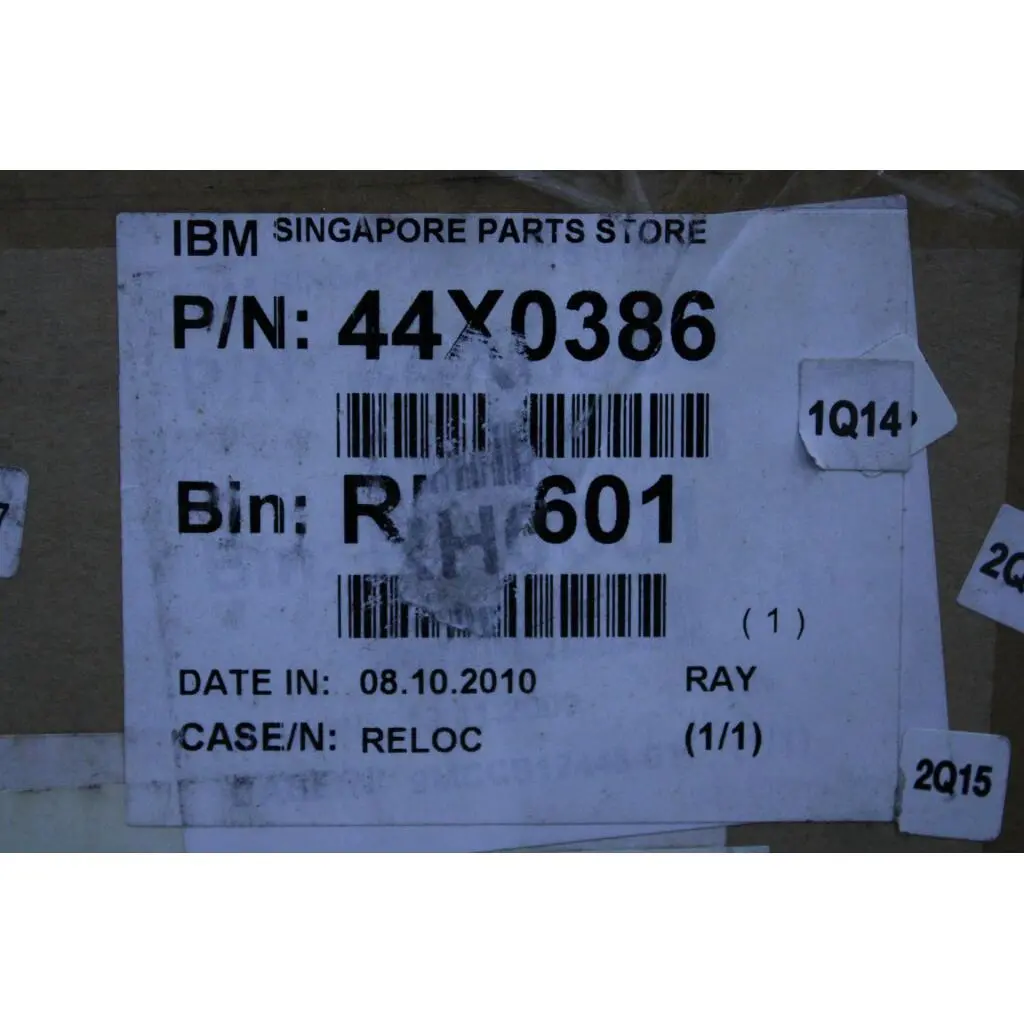 IBM SINGAPORE PARTS STORE
P/N: 44X0386
1Q14
Bin:
2Q
(1)
DATE IN: 08.10.2010 RAY
CASE/N: RELOC (1/1)
2Q15